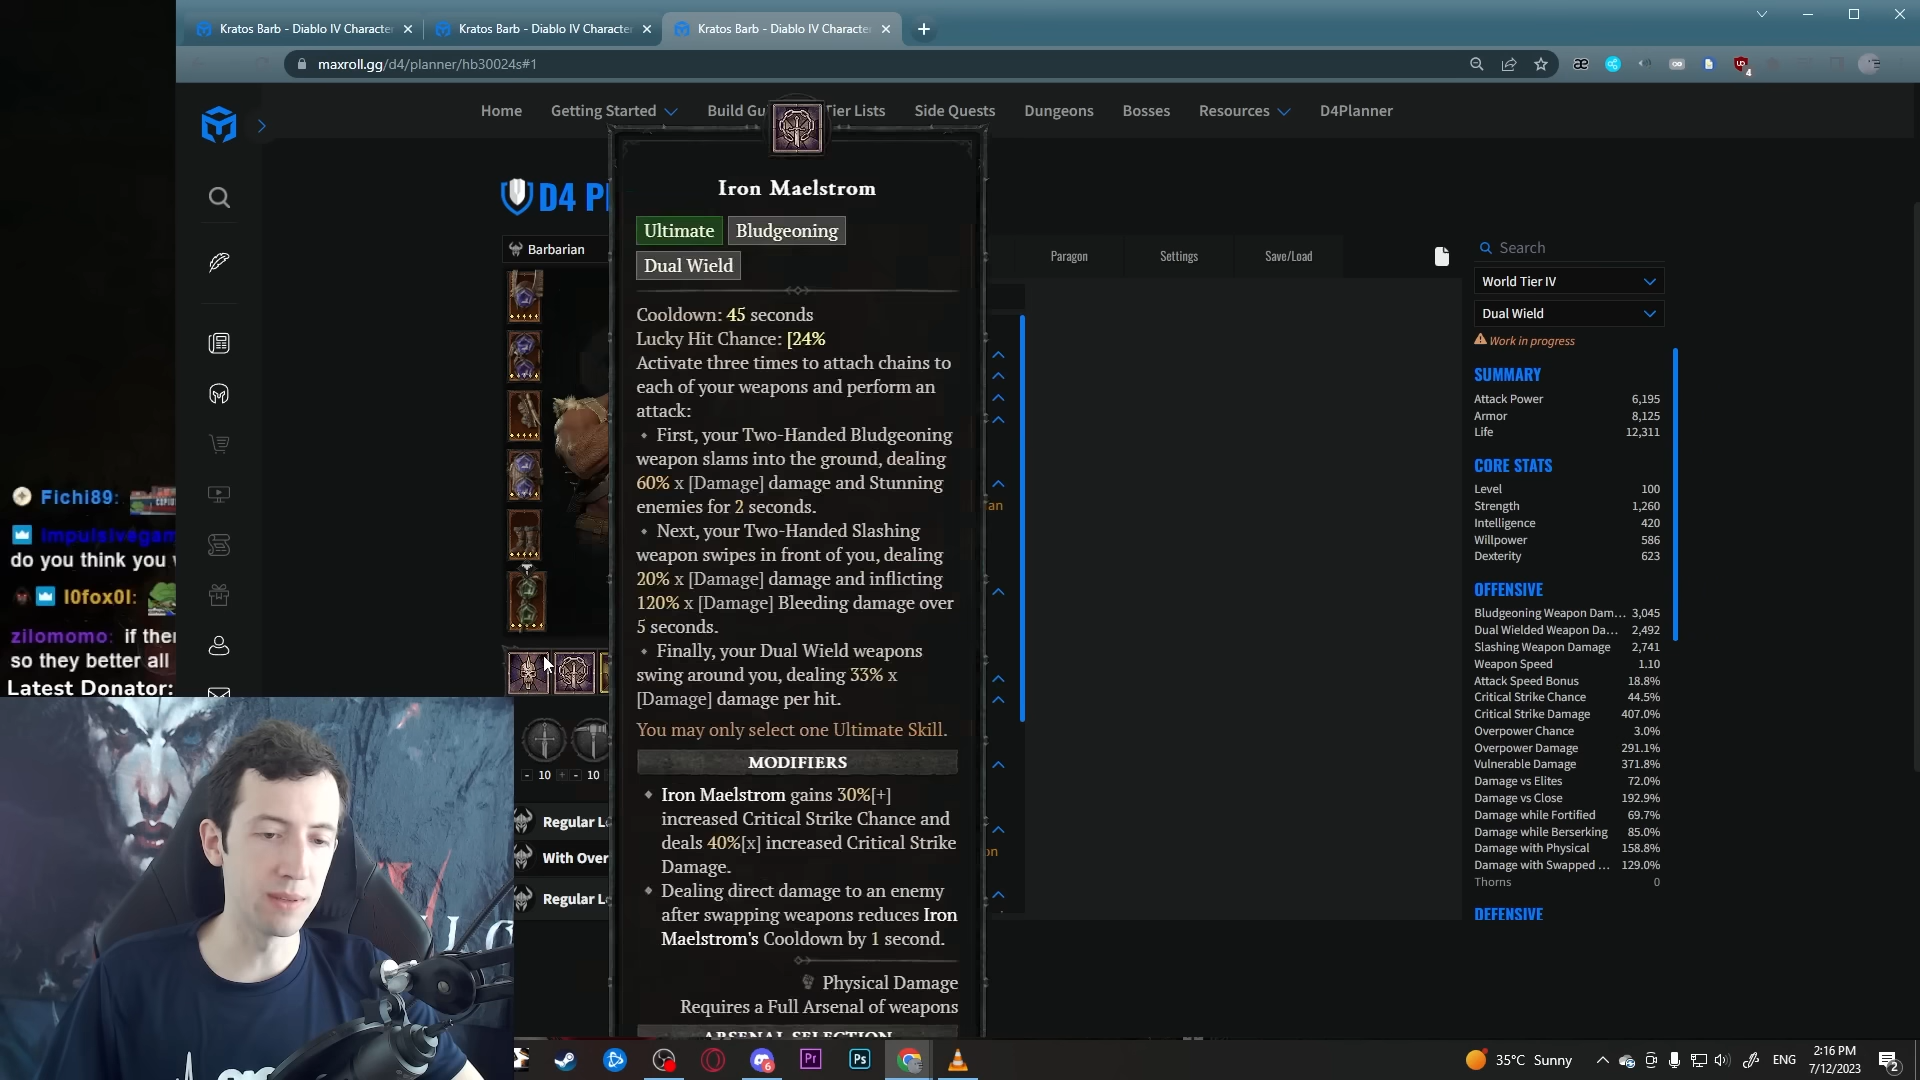 Kratos Barb - Diablo IV Character
Kratos Barb - Diablo IV Character
Kratos Barb - Diablo IV Characte
maxroll.gg/d4/planner/hb30024s#1
4
Home
Getting Started
Build Gu
Tier Lists
Side Quests
Dungeons
Bosses
Resources
D4Planner
D4 Pl
Barbarian
Paragon
Settings
Save/Load
Iron Maelstrom
Ultimate
Bludgeoning
Dual Wield
Cooldown: 45 seconds
Lucky Hit Chance: [24%
Activate three times to attach chains to
each of your weapons and perform an
attack:
First, your Two-Handed Bludgeoning
weapon slams into the ground, dealing
60% x [Damage] damage and Stunning
enemies for 2 seconds.
Next, your Two-Handed Slashing
weapon swipes in front of you, dealing
20% x [Damage] damage and inflicting
120% x [Damage] Bleeding damage over
5 seconds.
Finally, your Dual Wield weapons
swing around you, dealing 33% x
[Damage] damage per hit.
You may only select one Ultimate Skill.
MODIFIERS
Iron Maelstrom gains 30%[+]
increased Critical Strike Chance and
deals 40%[x] increased Critical Strike
Damage.
Dealing direct damage to an enemy
after swapping weapons reduces Iron
Maelstrom's Cooldown by 1 second.
Physical Damage
Requires a Full Arsenal of weapons
ARSENAL SELECTION
- 10 + - 10
Regular L
With Over
Regular L
an
on
Search
World Tier IV
Dual Wield
Work in progress
SUMMARY
Attack Power 6,195
Armor 8,125
Life 12,311
CORE STATS
Level 100
Strength 1,260
Intelligence 420
Willpower 586
Dexterity 623
OFFENSIVE
Bludgeoning Weapon Dam... 3,045
Dual Wielded Weapon Da... 2,492
Slashing Weapon Damage 2,741
Weapon Speed 1.10
Attack Speed Bonus 18.8%
Critical Strike Chance 44.5%
Critical Strike Damage 407.0%
Overpower Chance 3.0%
Overpower Damage 291.1%
Vulnerable Damage 371.8%
Damage vs Elites 72.0%
Damage vs Close 192.9%
Damage while Fortified 69.7%
Damage while Berserking 85.0%
Damage with Physical 158.8%
Damage with Swapped ... 129.0%
Thorns 0
DEFENSIVE
Fichi89:
impulsivegam
do you think you
l0fox0l:
zilomomo: if ther
so they better all
Latest Donator:
6
Pr
Ps
35°C Sunny
ENG
2:16 PM
7/12/2023
2